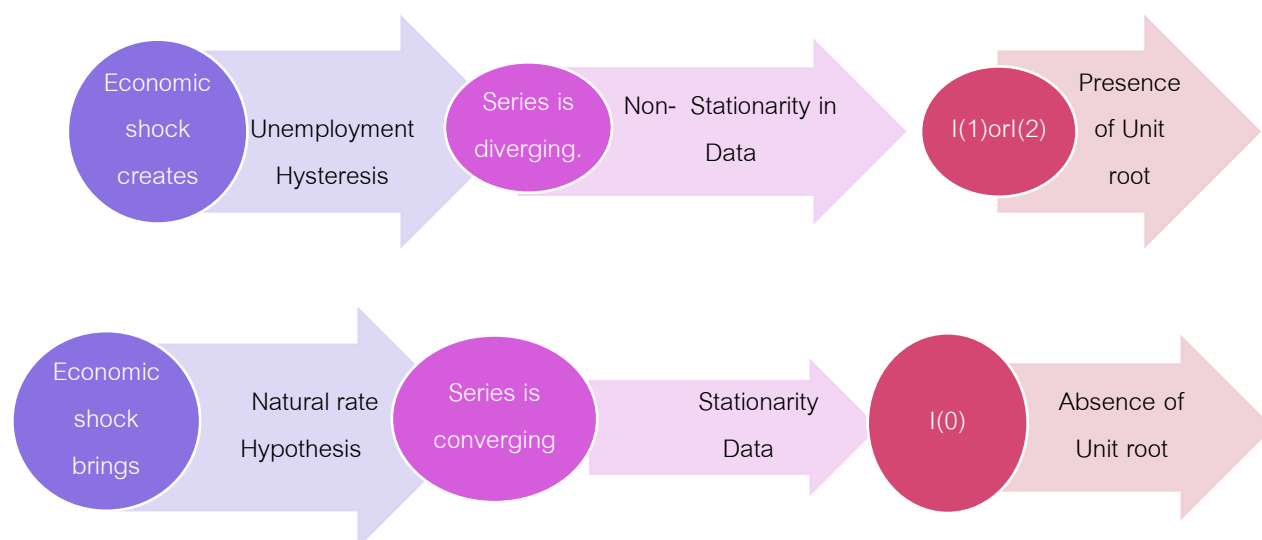 Economic
shock
creates
Unemployment
Hysteresis
Series is
diverging.
Non- Stationarity in
Data
I(1)orI(2)
Presence
of Unit
root
Economic
shock
brings
Natural rate
Hypothesis
Series is
converging
Stationarity
Data
I(0)
Absence of
Unit root